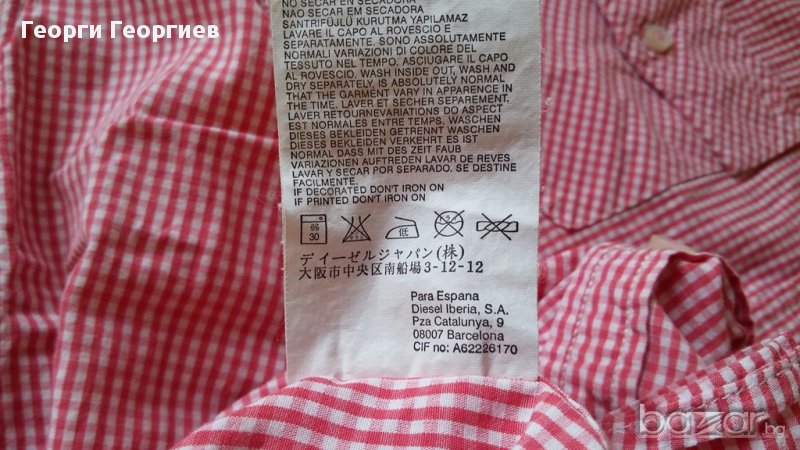 Георги Георгиев
NO SECAR EN SECADORA
NAO SECAR EM SECADORA
SANTRIFÜJLÜ KURUTMA YAPILAMAZ
LAVARE IL CAPO AL ROVESCIO E
SEPARATAMENTE. SONO ASSOLUTAMENTE
NORMALI VARIAZIONI DI COLORE DEL
TESSUTO NEL TEMPO. ASCIUGARE IL CAPO
AL ROVESCIO. WASH INSIDE OUT, WASH AND
DRY SEPARATELY, IS ABSOLUTELY NORMAL
THAT THE GARMENT VARY IN APPARENCE IN
THE TIME. LAVER ET SECHER SEPAREMENT.
LAVER RETOURNEVARIATIONS DO ASPECT
EST NORMALES ENTRE TEMPS. WASCHEN
DIESES BEKLEIDEN GETRENNT WASCHEN
DIESES BEKLEIDEN VERKEHRT ES IST
NORMAL DASS MIT DES ZEIT FAUB
VARIAZIONEN AUFTREDEN LAVAR DE REVES
LAVAR Y SECAR POR SEPARADO. SE DESTINE
FACILMENTE.
IF DECORATED DON'T IRON ON
IF PRINTED DON'T IRON ON
30 低
ディーゼルジャパン(株)
大阪市中央区南船場3-12-12
Para Espana
Diesel Iberia, S.A.
Pza Catalunya, 9
08007 Barcelona
CIF no: A62226170
bazar.bg